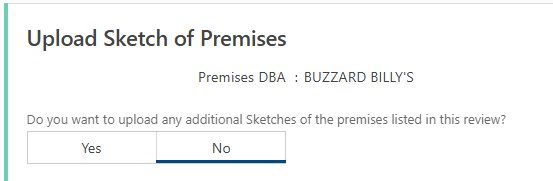 Upload Sketch of Premises
Premises DBA : BUZZARD BILLY'S
Do you want to upload any additional Sketches of the premises listed in this review?
Yes No